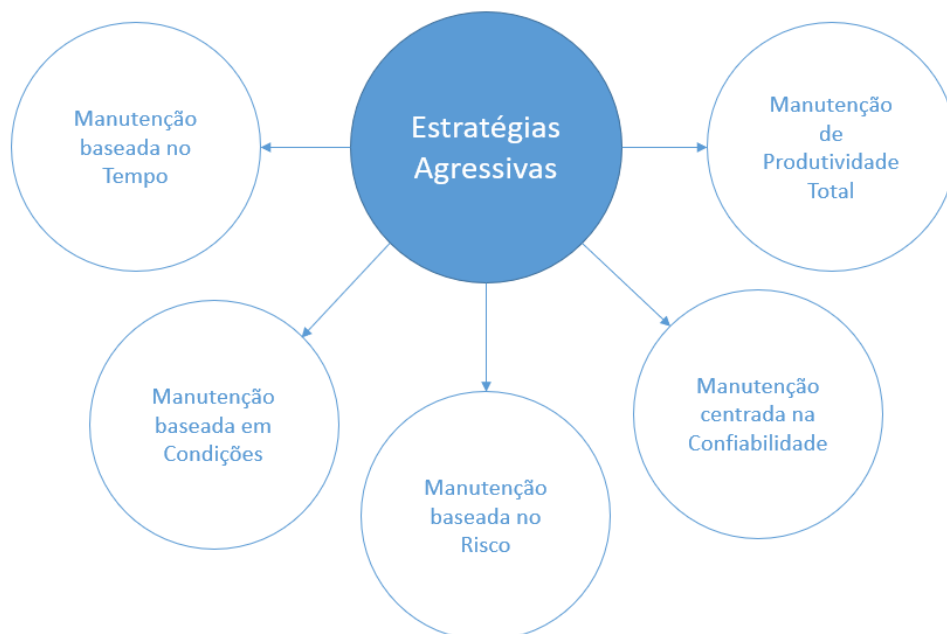 Estratégias
Agressivas
Manutenção
baseada no
Tempo
Manutenção
de
Produtividade
Total
Manutenção
baseada em
Condições
Manutenção
centrada na
Confiabilidade
Manutenção
baseada no
Risco